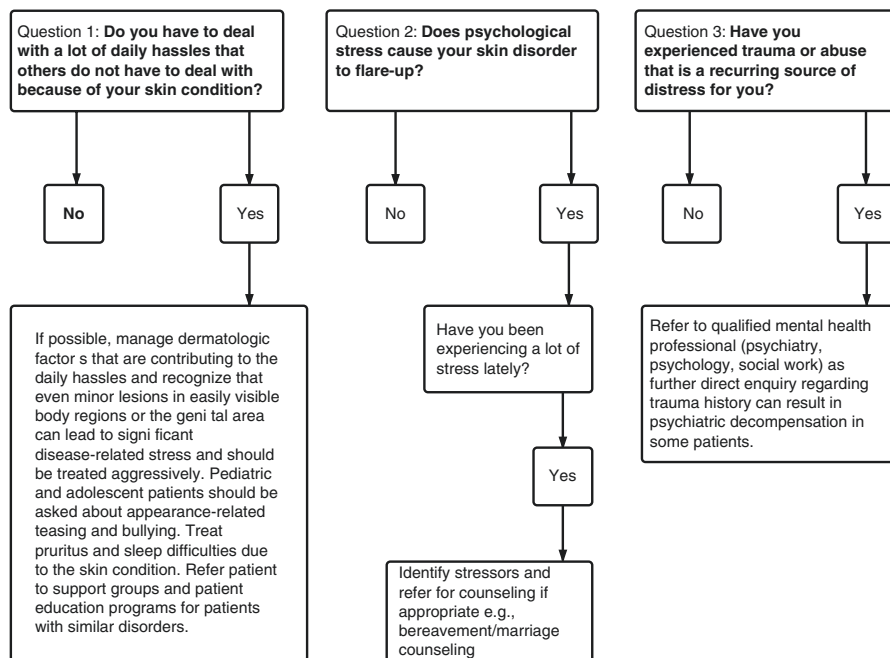 Question 1: Do you have to deal
with a lot of daily hassles that
others do not have to deal with
because of your skin condition?
No
Yes
If possible, manage dermatologic
factor s that are contributing to the
daily hassles and recognize that
even minor lesions in easily visible
body regions or the geni tal area
can lead to signi ficant
disease-related stress and should
be treated aggressively. Pediatric
and adolescent patients should be
asked about appearance-related
teasing and bullying. Treat
pruritus and sleep difficulties due
to the skin condition. Refer patient
to support groups and patient
education programs for patients
with similar disorders.
Question 2: Does psychological
stress cause your skin disorder
to flare-up?
No
Yes
Have you been
experiencing a lot of
stress lately?
Yes
Identify stressors and
refer for counseling if
appropriate e.g.,
bereavement/marriage
counseling
Question 3: Have you
experienced trauma or abuse
that is a recurring source of
distress for you?
No
Yes
Refer to qualified mental health
professional (psychiatry,
psychology, social work) as
further direct enquiry regarding
trauma history can result in
psychiatric decompensation in
some patients.